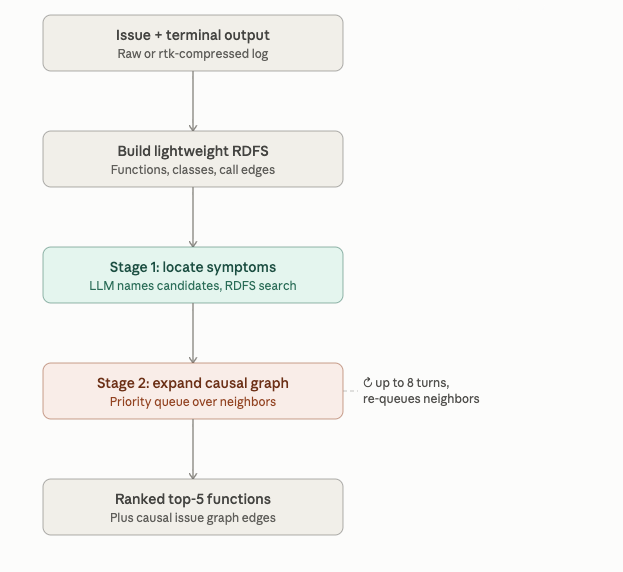 Issue + terminal output
Raw or rtk-compressed log
Build lightweight RDFS
Functions, classes, call edges
Stage 1: locate symptoms
LLM names candidates, RDFS search
Stage 2: expand causal graph
Priority queue over neighbors
↻ up to 8 turns,
re-queues neighbors
Ranked top-5 functions
Plus causal issue graph edges